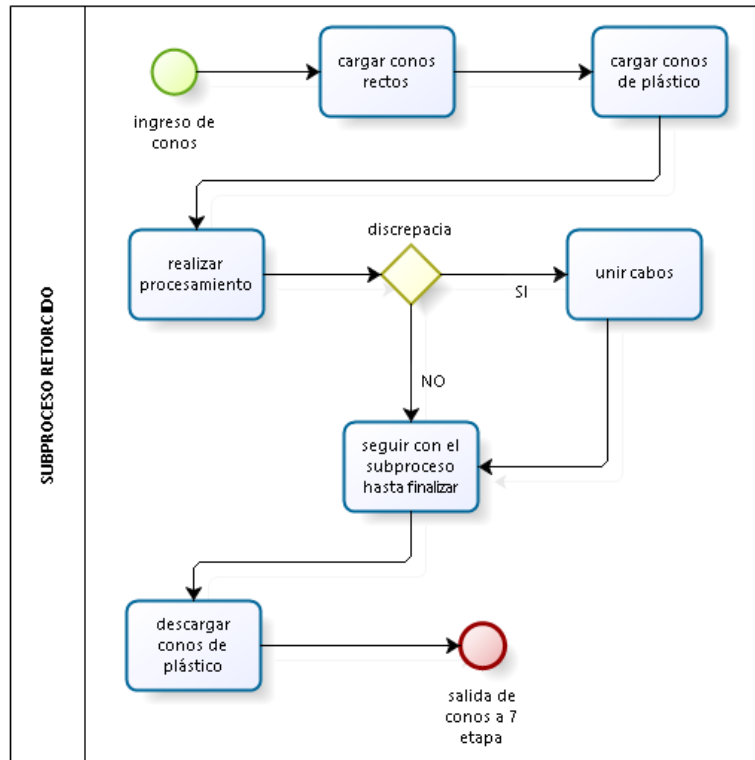 SUBPROCESO RETORCIDO
ingreso de
conos
cargar conos
rectos
cargar conos
de plástico
realizar
procesamiento
discrepacia
SI
unir cabos
NO
seguir con el
subproceso
hasta finalizar
descargar
conos de
plástico
salida de
conos a 7
etapa